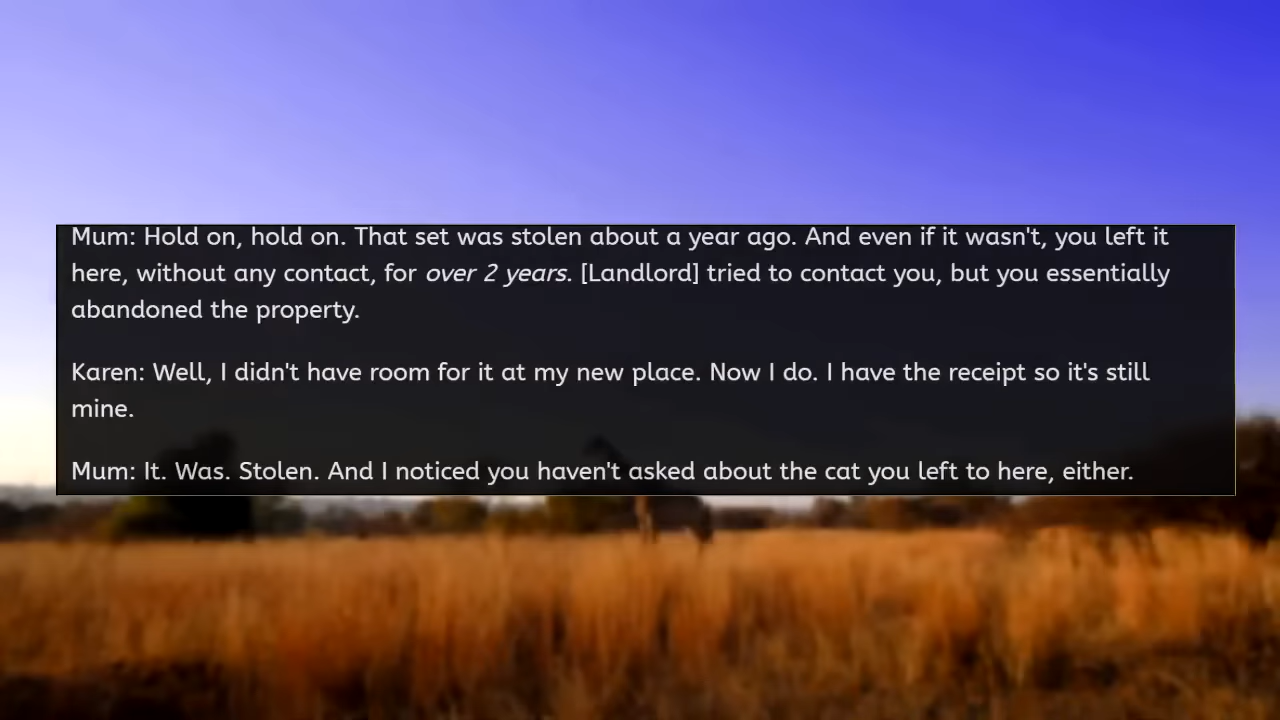 Mum: Hold on, hold on. That set was stolen about a year ago. And even if it wasn't, you left it
here, without any contact, for over 2 years. [Landlord] tried to contact you, but you essentially
abandoned the property.
Karen: Well, I didn't have room for it at my new place. Now I do. I have the receipt so it's still
mine.
Mum: It. Was. Stolen. And I noticed you haven't asked about the cat you left to here, either.